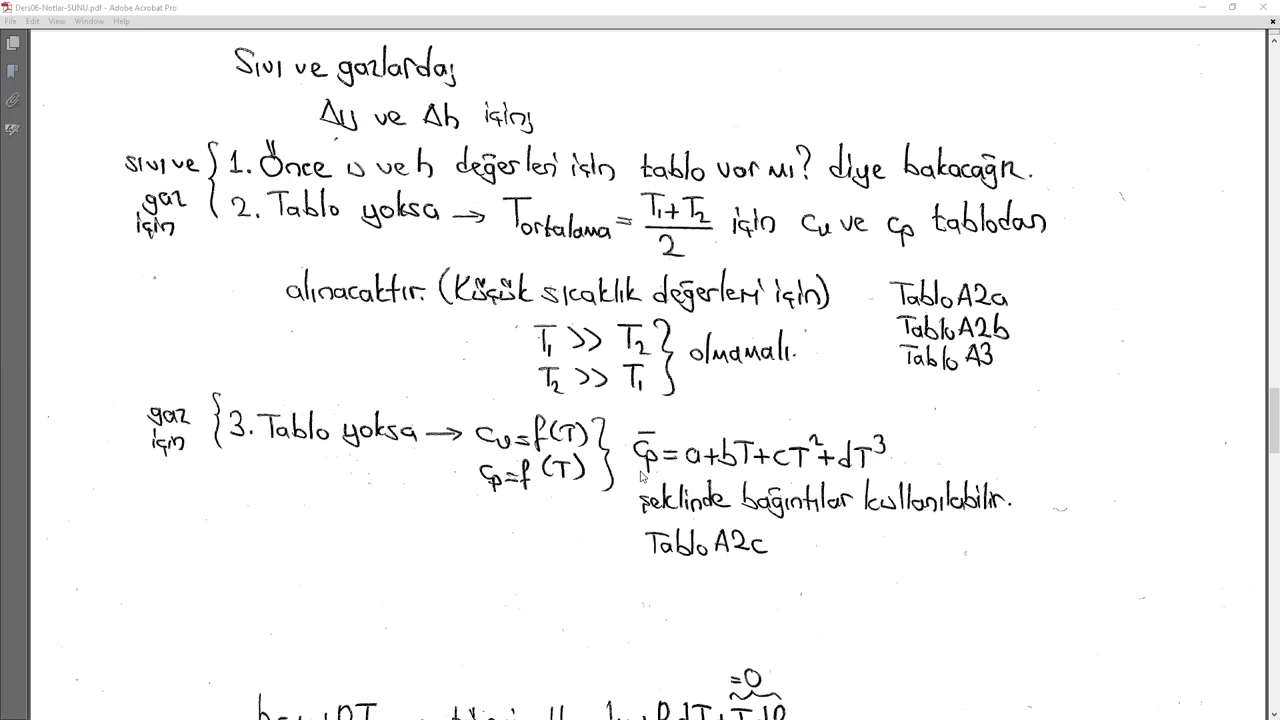 Ders06-Notlar-SUNU.pdf - Adobe Acrobat Pro
File Edit View Window Help
Sıvı ve gazlarda;
Δu ve Δh için;
sıvı ve gaz için { 1. Önce u ve h değerleri için tablo var mı? diye bakacağız.
2. Tablo yoksa → Tortalama = (T1+T2)/2 için cv ve cp tablodan
alınacaktır. (Küçük sıcaklık değerleri için)
Tablo A2a
Tablo A2b
Tablo A3
T1 >> T2
T2 >> T1 } olmamalı.
gaz için { 3. Tablo yoksa → cv=f(T)
cp=f(T) } c̄p = a+bT+cT²+dT³
şeklinde bağıntılar kullanılabilir.
Tablo A2c
=0